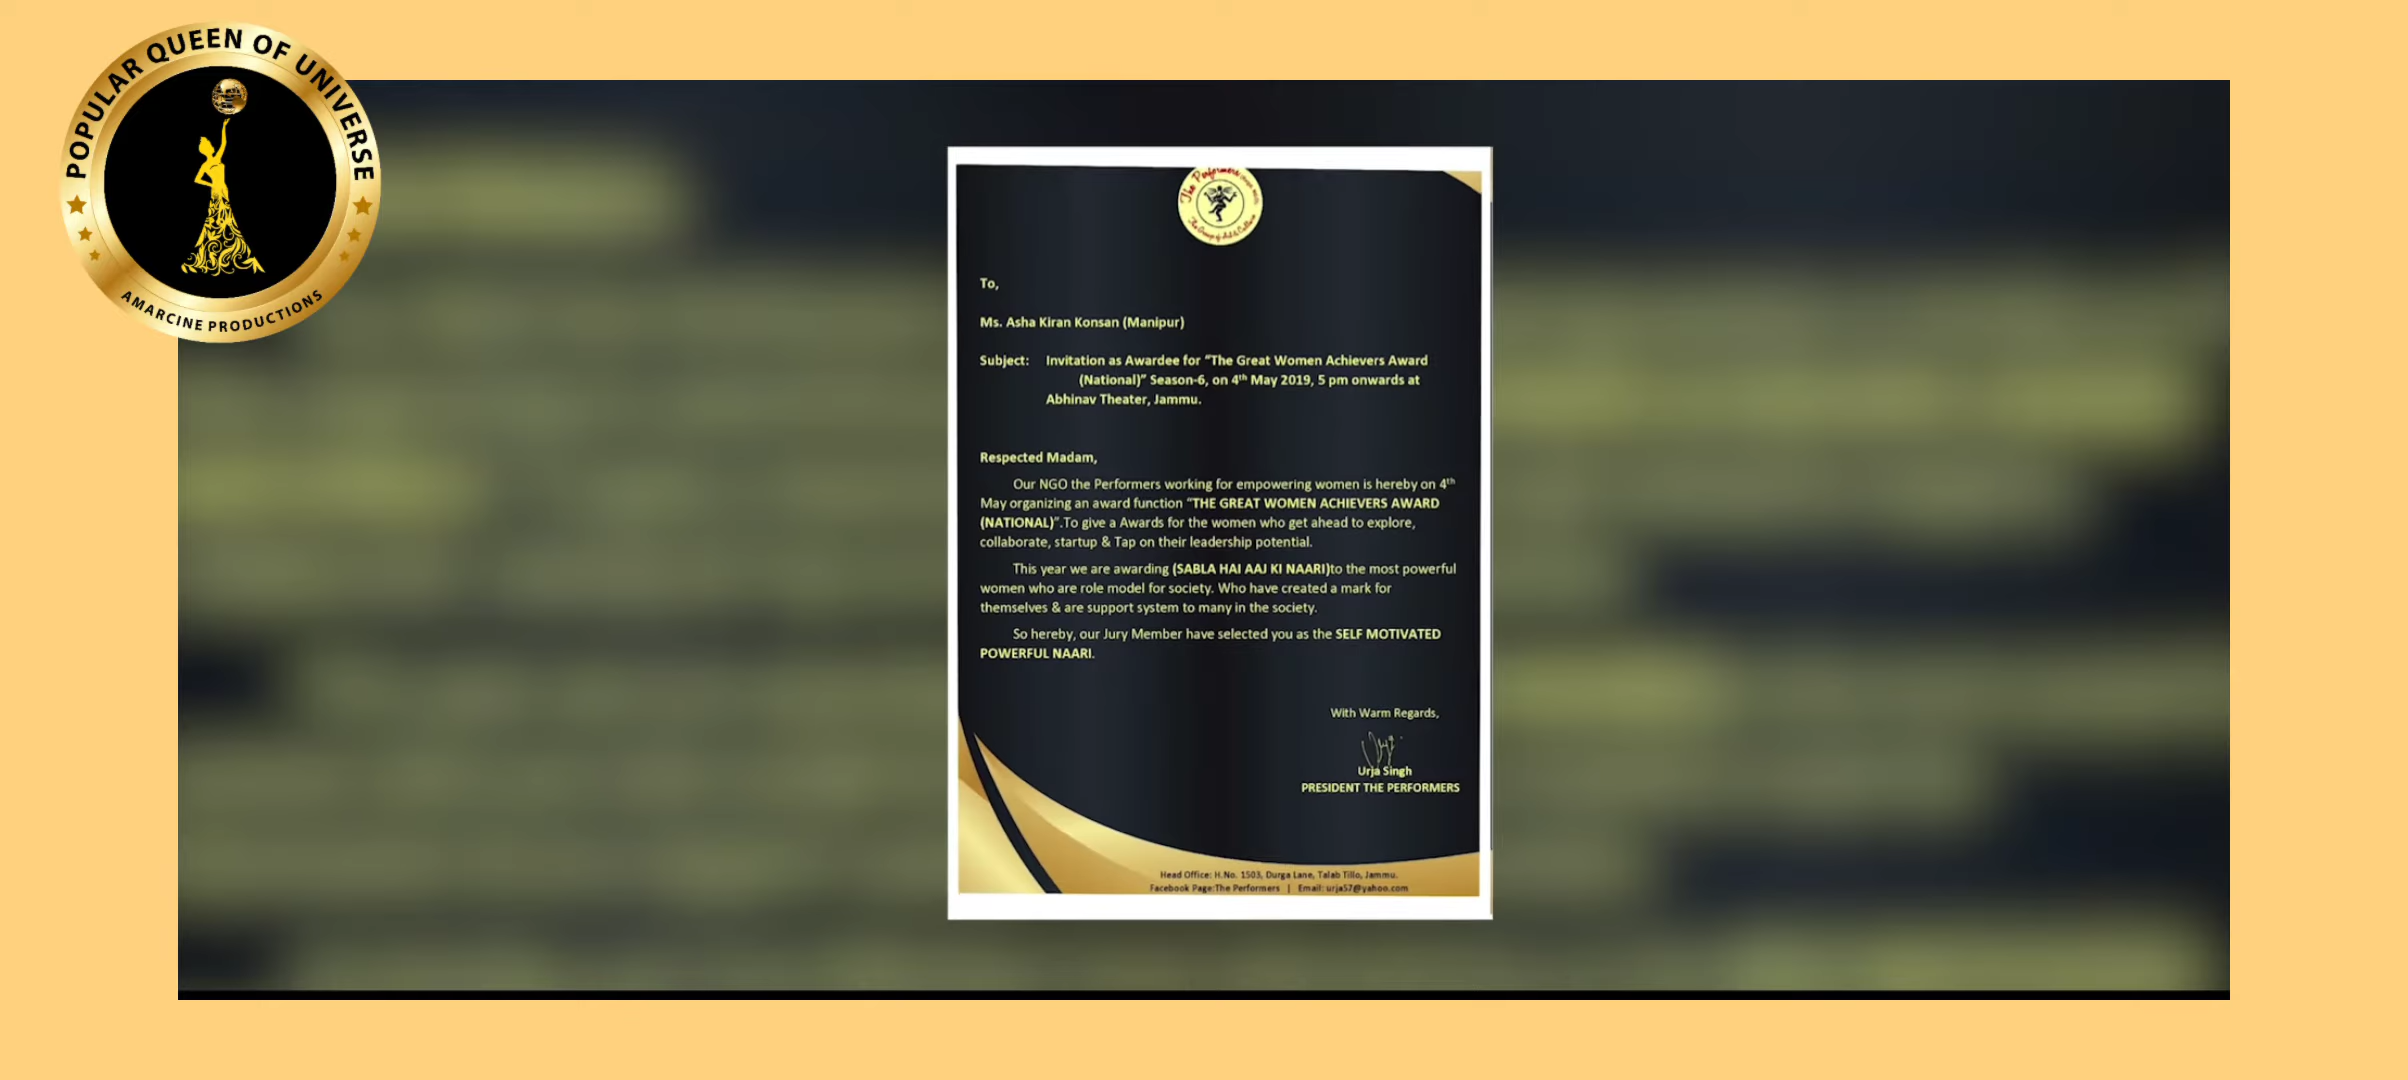 POPULAR QUEEN OF UNIVERSE
AMARCINE PRODUCTIONS
The Performers
The Group of Art & Culture
To,
Ms. Asha Kiran Konsan (Manipur)
Subject: Invitation as Awardee for “The Great Women Achievers Award
(National)” Season-6, on 4th May 2019, 5 pm onwards at
Abhinav Theater, Jammu.
Respected Madam,
Our NGO the Performers working for empowering women is hereby on 4th
May organizing an award function “THE GREAT WOMEN ACHIEVERS AWARD
(NATIONAL)”.To give a Awards for the women who get ahead to explore,
collaborate, startup & Tap on their leadership potential.
This year we are awarding (SABLA HAI AAJ KI NAARI)to the most powerful
women who are role model for society. Who have created a mark for
themselves & are support system to many in the society.
So hereby, our Jury Member have selected you as the SELF MOTIVATED
POWERFUL NAARI.
With Warm Regards,
Urja Singh
PRESIDENT THE PERFORMERS
Head Office: H.No. 1503, Durga Lane, Talab Tillo, Jammu.
Facebook Page:The Performers | Email: urja57@yahoo.com